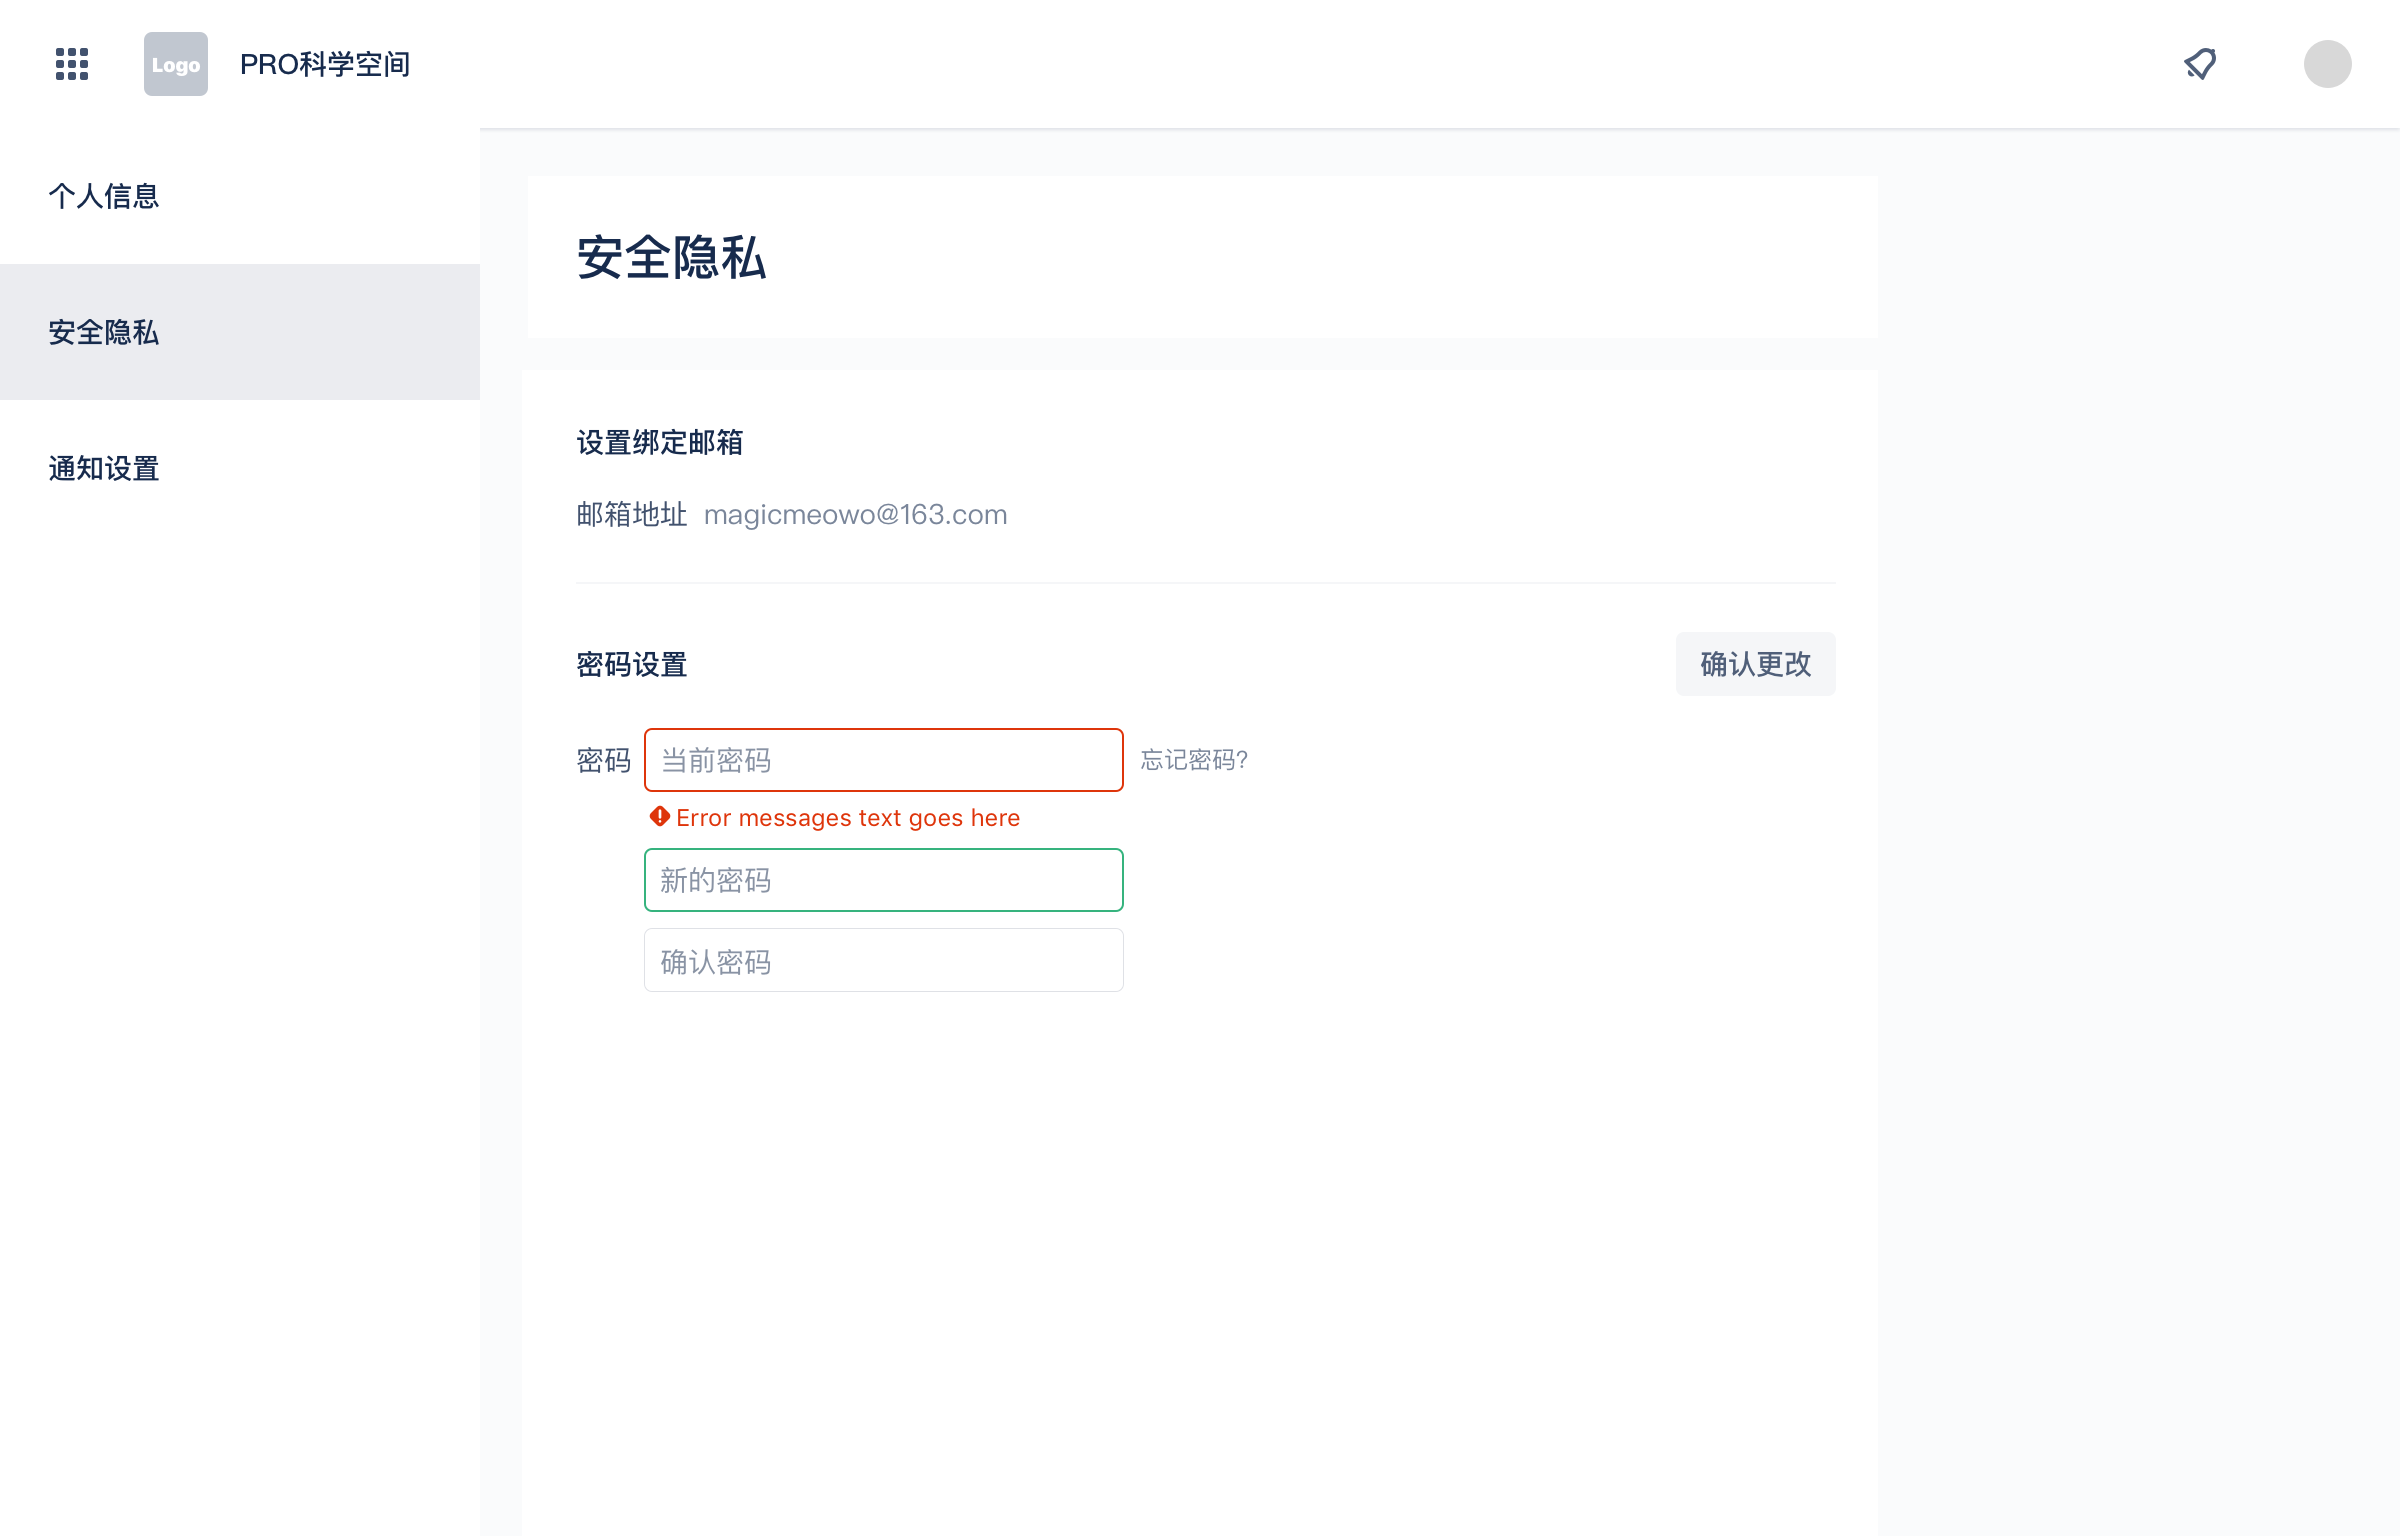 Logo
PRO科学空间
个人信息
安全隐私
通知设置
安全隐私
设置绑定邮箱
邮箱地址 magicmeowo@163.com
密码设置
确认更改
密码 当前密码 忘记密码?
Error messages text goes here
新的密码
确认密码